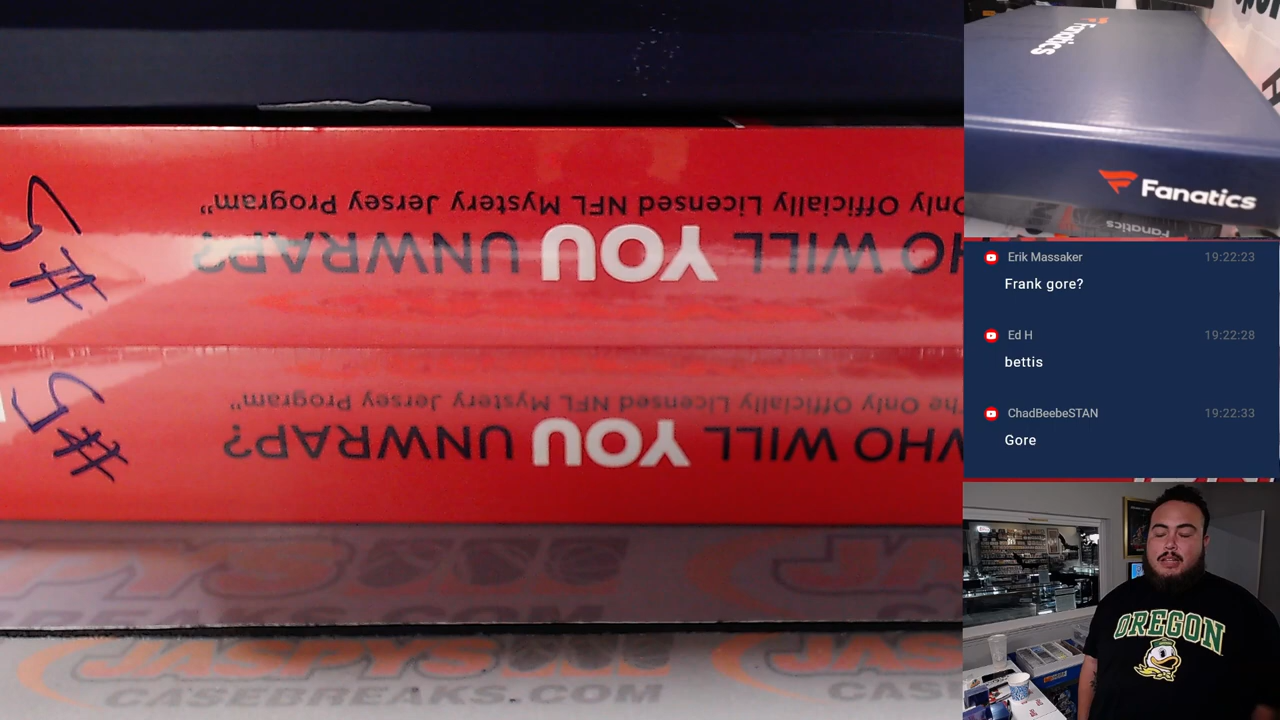 The Only Officially Licensed NFL Mystery Jersey Program"
WHO WILL YOU UNWRAP?
#5
Only Officially Licensed NFL Mystery Jersey Program"
HO WILL YOU UNWRAP?
#5
JASPYS
CASEBREAKS.COM
Fanatics
Fanatics
Fanatics
Erik Massaker 19:22:23
Frank gore?
Ed H 19:22:28
bettis
ChadBeebeSTAN 19:22:33
Gore
OREGON